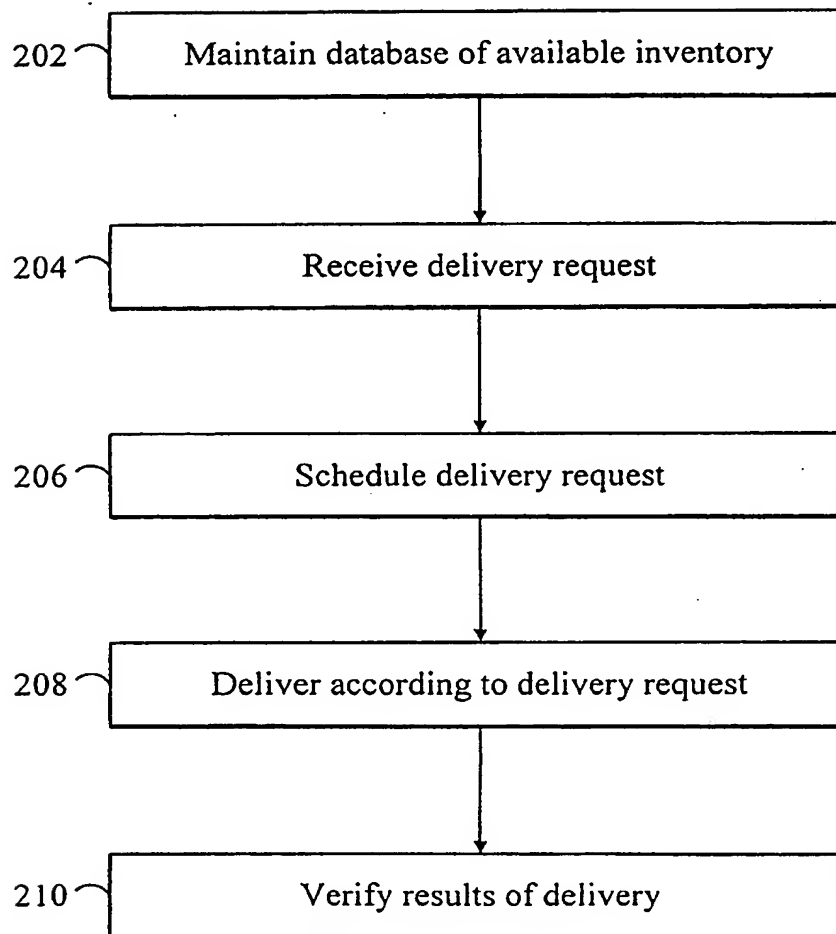 202 Maintain database of available inventory
204 Receive delivery request
206 Schedule delivery request
208 Deliver according to delivery request
210 Verify results of delivery